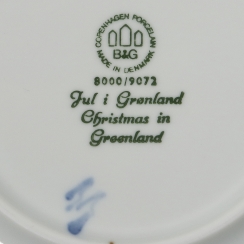 COPENHAGEN PORCELAIN
MADE IN DENMARK
B&G
8000/9072
Jul i Grønland
Christmas in
Greenland